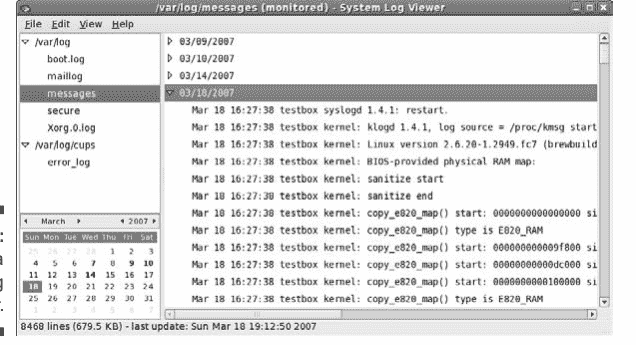 /var/log/messages (monitored) - System Log Viewer
File Edit View Help
/var/log
boot.log
maillog
messages
secure
Xorg.0.log
/var/log/cups
error_log
03/09/2007
03/10/2007
03/14/2007
03/18/2007
Mar 18 16:27:38 testbox syslogd 1.4.1: restart.
Mar 18 16:27:38 testbox kernel: klogd 1.4.1, log source = /proc/kmsg start
Mar 18 16:27:38 testbox kernel: Linux version 2.6.20-1.2949.fc7 (brewbuild
Mar 18 16:27:38 testbox kernel: BIOS-provided physical RAM map:
Mar 18 16:27:38 testbox kernel: sanitize start
Mar 18 16:27:38 testbox kernel: sanitize end
Mar 18 16:27:38 testbox kernel: copy_e820_map() start: 0000000000000000 si
Mar 18 16:27:38 testbox kernel: copy_e820_map() type is E820_RAM
Mar 18 16:27:38 testbox kernel: copy_e820_map() start: 000000000009f800 si
Mar 18 16:27:38 testbox kernel: copy_e820_map() start: 00000000000dc000 si
Mar 18 16:27:38 testbox kernel: copy_e820_map() start: 0000000000100000 si
Mar 18 16:27:38 testbox kernel: copy_e820_map() type is E820_RAM
March 2007
Sun Mon Tue Wed Thu Fri Sat
25 26 27 28 1 2 3
4 5 6 7 8 9 10
11 12 13 14 15 16 17
18 19 20 21 22 23 24
25 26 27 28 29 30 31
1 2 3 4 5 6 7
8468 lines (679.5 KB) - last update: Sun Mar 18 19:12:50 2007
:
a
g
.